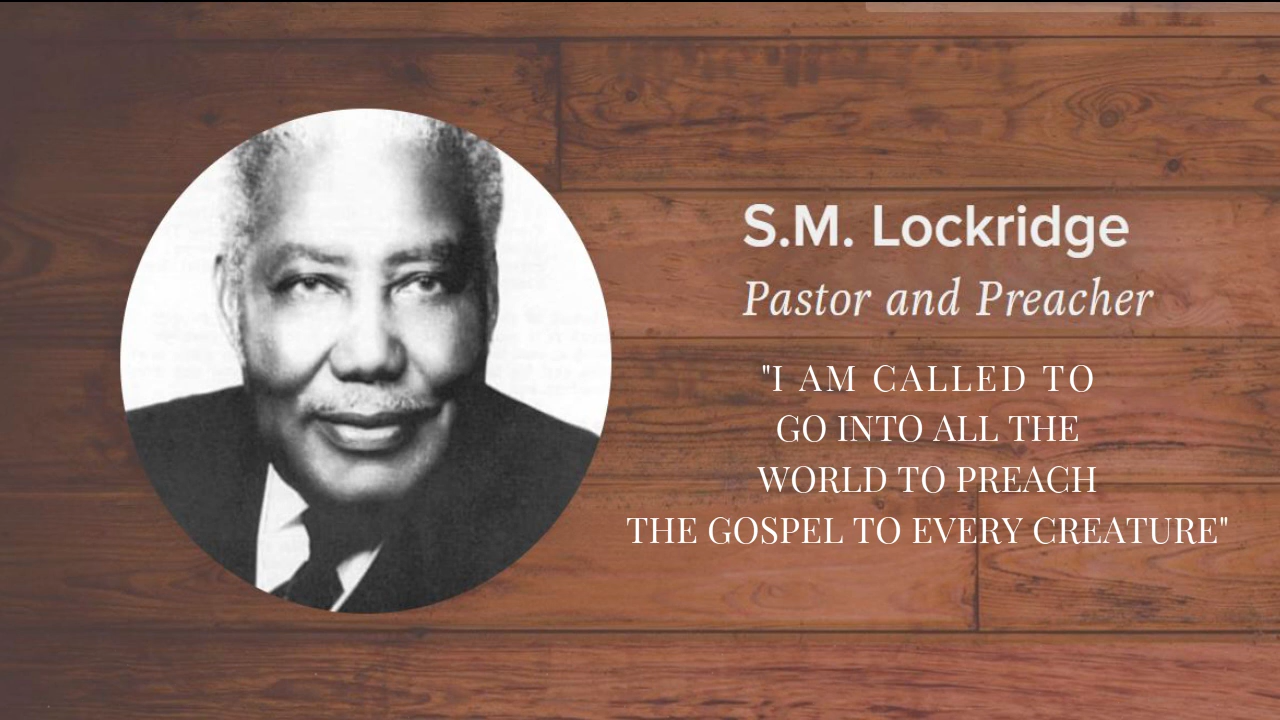 S.M. Lockridge
Pastor and Preacher
"I AM CALLED TO
GO INTO ALL THE
WORLD TO PREACH
THE GOSPEL TO EVERY CREATURE"